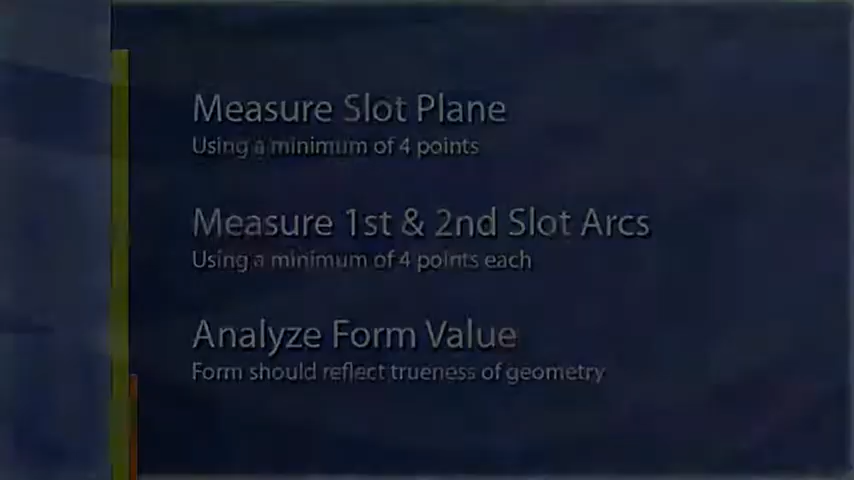 Measure Slot Plane
Using a minimum of 4 points
Measure 1st & 2nd Slot Arcs
Using a minimum of 4 points each
Analyze Form Value
Form should reflect trueness of geometry